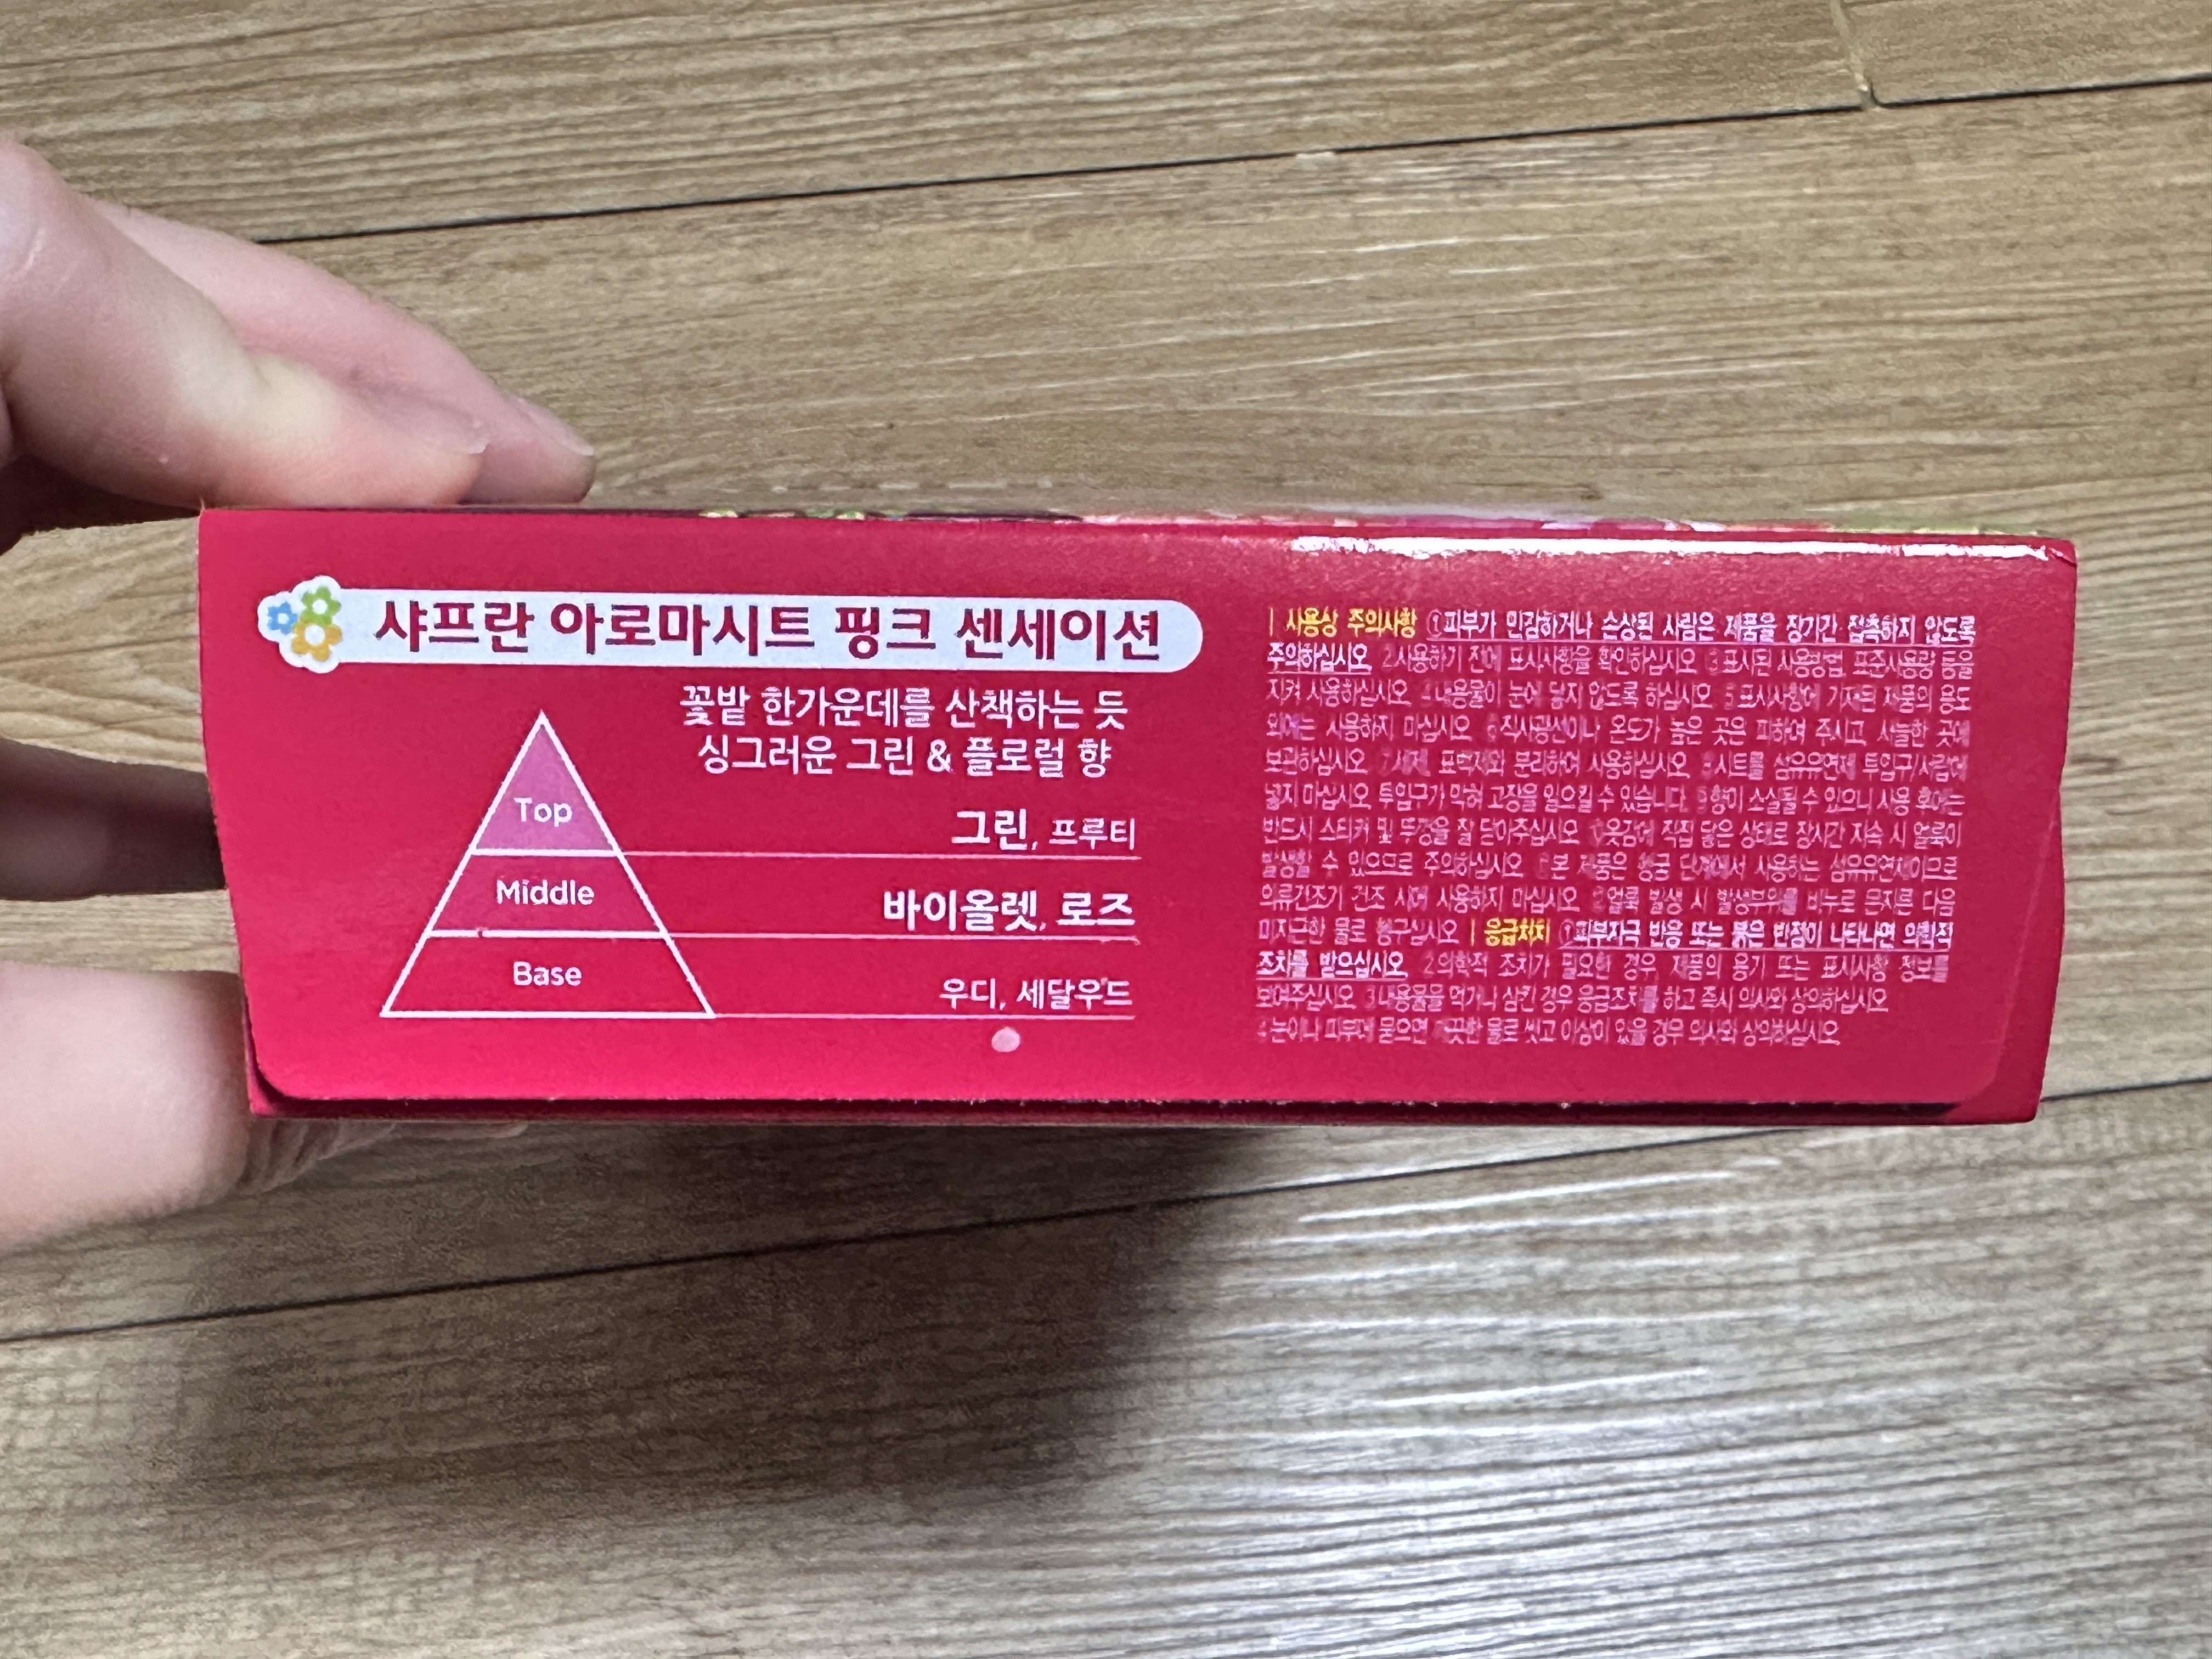 샤프란 아로마시트 핑크 센세이션
꽃밭 한가운데를 산책하는 듯
싱그러운 그린 & 플로럴 향
Top
그린, 프루티
Middle
바이올렛, 로즈
Base
우디, 세달우드
| 사용상 주의사항 ①피부가 민감하거나 손상된 사람은 제품을 장기간 접촉하지 않도록
주의하십시오 2사용하기 전에 표시사항을 확인하십시오 3표시된 사용방법, 표준사용량 등을
지켜 사용하십시오 4내용물이 눈에 닿지 않도록 하십시오 5표시사항에 기재된 제품의 용도
외에는 사용하지 마십시오 6직사광선이나 온도가 높은 곳은 피하여 주시고, 서늘한 곳에
보관하십시오 7세제, 표백제와 분리하여 사용하십시오 8시트를 섬유유연제 투입구/서랍에
넣지 마십시오 투입구가 막혀 고장을 일으킬 수 있습니다. 9향이 소실될 수 있으니 사용 후에는
반드시 스티커 및 뚜껑을 잘 닫아주십시오 옷감에 직접 닿은 상태로 장시간 지속 시 얼룩이
발생할 수 있으므로 주의하십시오 본 제품은 헹굼 단계에서 사용하는 섬유유연제이므로
의류건조기 건조 시에 사용하지 마십시오 얼룩 발생 시 발생부위를 비누로 문지른 다음
미지근한 물로 헹구십시오 | 응급처치 ①피부자극 반응 또는 붉은 반점이 나타나면 의학적
조치를 받으십시오 2의학적 조치가 필요한 경우, 제품의 용기 또는 표시사항 정보를
보여주십시오 3내용물을 먹거나 삼킨 경우 응급조치를 하고 즉시 의사와 상의하십시오
4눈이나 피부에 묻으면 깨끗한 물로 씻고 이상이 있을 경우 의사와 상의하십시오